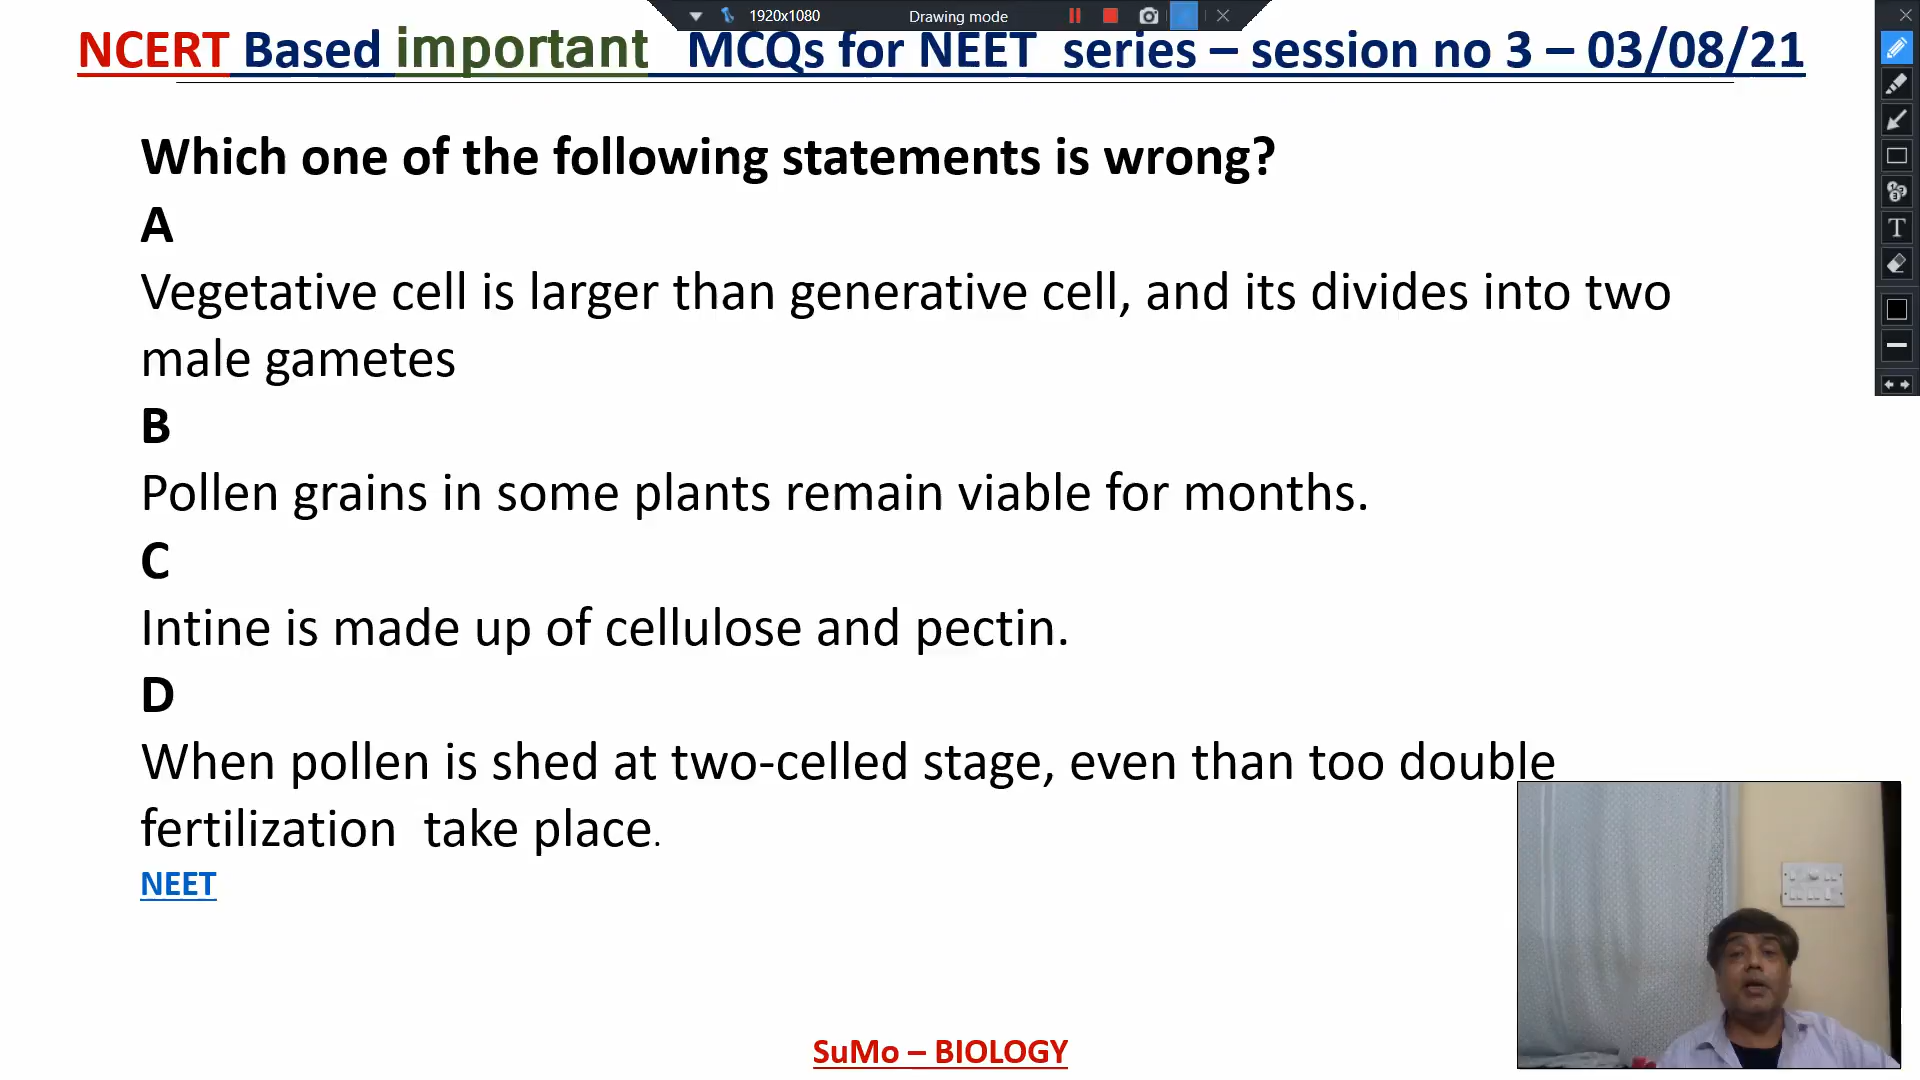 1920x1080 Drawing mode
NCERT Based important MCQs for NEET series – session no 3 – 03/08/21
Which one of the following statements is wrong?
A
Vegetative cell is larger than generative cell, and its divides into two
male gametes
B
Pollen grains in some plants remain viable for months.
C
Intine is made up of cellulose and pectin.
D
When pollen is shed at two-celled stage, even than too double
fertilization take place.
NEET
SuMo – BIOLOGY